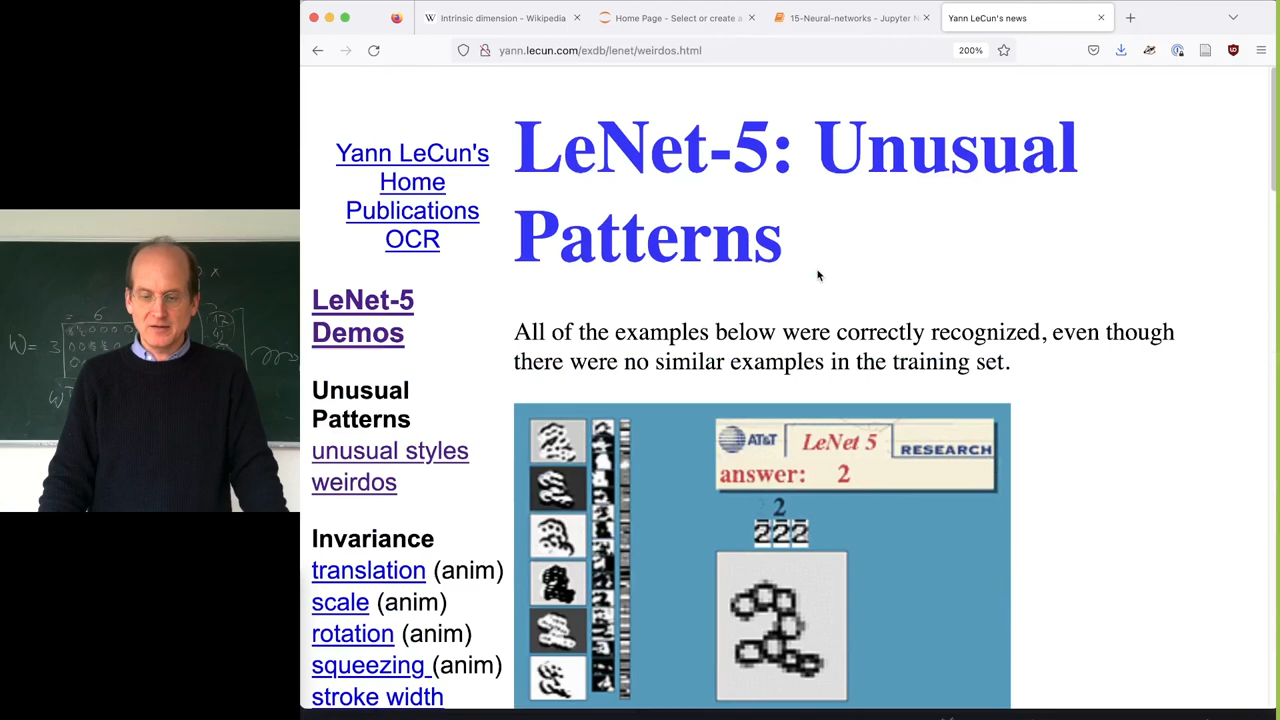 Intrinsic dimension - Wikipedia
Home Page - Select or create a
15-Neural-networks - Jupyter N
Yann LeCun's news
yann.lecun.com/exdb/lenet/weirdos.html
200%
Yann LeCun's
Home
Publications
OCR
LeNet-5
Demos
Unusual
Patterns
unusual styles
weirdos
Invariance
translation (anim)
scale (anim)
rotation (anim)
squeezing (anim)
stroke width
LeNet-5: Unusual
Patterns
All of the examples below were correctly recognized, even though
there were no similar examples in the training set.
AT&T LeNet 5 RESEARCH
answer: 2
2
222
2
W= 3
6
x